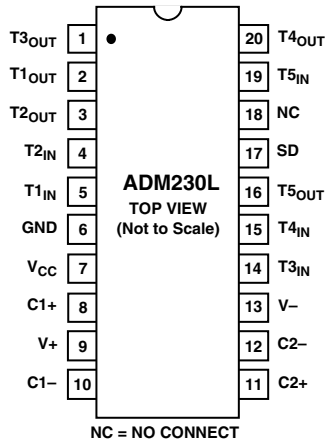 T3OUT 1 20 T4OUT
T1OUT 2 19 T5IN
T2OUT 3 18 NC
T2IN 4 17 SD
T1IN 5 16 T5OUT
GND 6 15 T4IN
VCC 7 14 T3IN
C1+ 8 13 V–
V+ 9 12 C2–
C1– 10 11 C2+
ADM230L
TOP VIEW
(Not to Scale)
NC = NO CONNECT